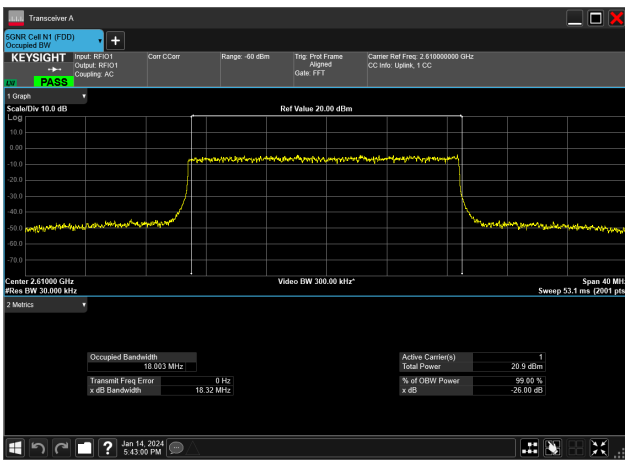 Transceiver A
5GNR Cell N1 (FDD)
Occupied BW
KEYSIGHT
PASS
Input: RFIO1
Output: RFIO1
Coupling: AC
Corr CCorr
Range: -60 dBm
Trig: Prot Frame
Aligned
Gate: FFT
Carrier Ref Freq: 2.610000000 GHz
CC Info: Uplink, 1 CC
1 Graph
Scale/Div 10.0 dB
Ref Value 20.00 dBm
Log
10.0
0.00
-10.0
-20.0
-30.0
-40.0
-50.0
-60.0
-70.0
Center 2.61000 GHz
Video BW 300.00 kHz*
Span 40 MHz
#Res BW 30.000 kHz
Sweep 53.1 ms (2001 pts
2 Metrics
Occupied Bandwidth
18.003 MHz
Transmit Freq Error 0 Hz
x dB Bandwidth 18.32 MHz
Active Carrier(s) 1
Total Power 20.9 dBm
% of OBW Power 99.00 %
x dB -26.00 dB
Jan 14, 2024
5:43:00 PM